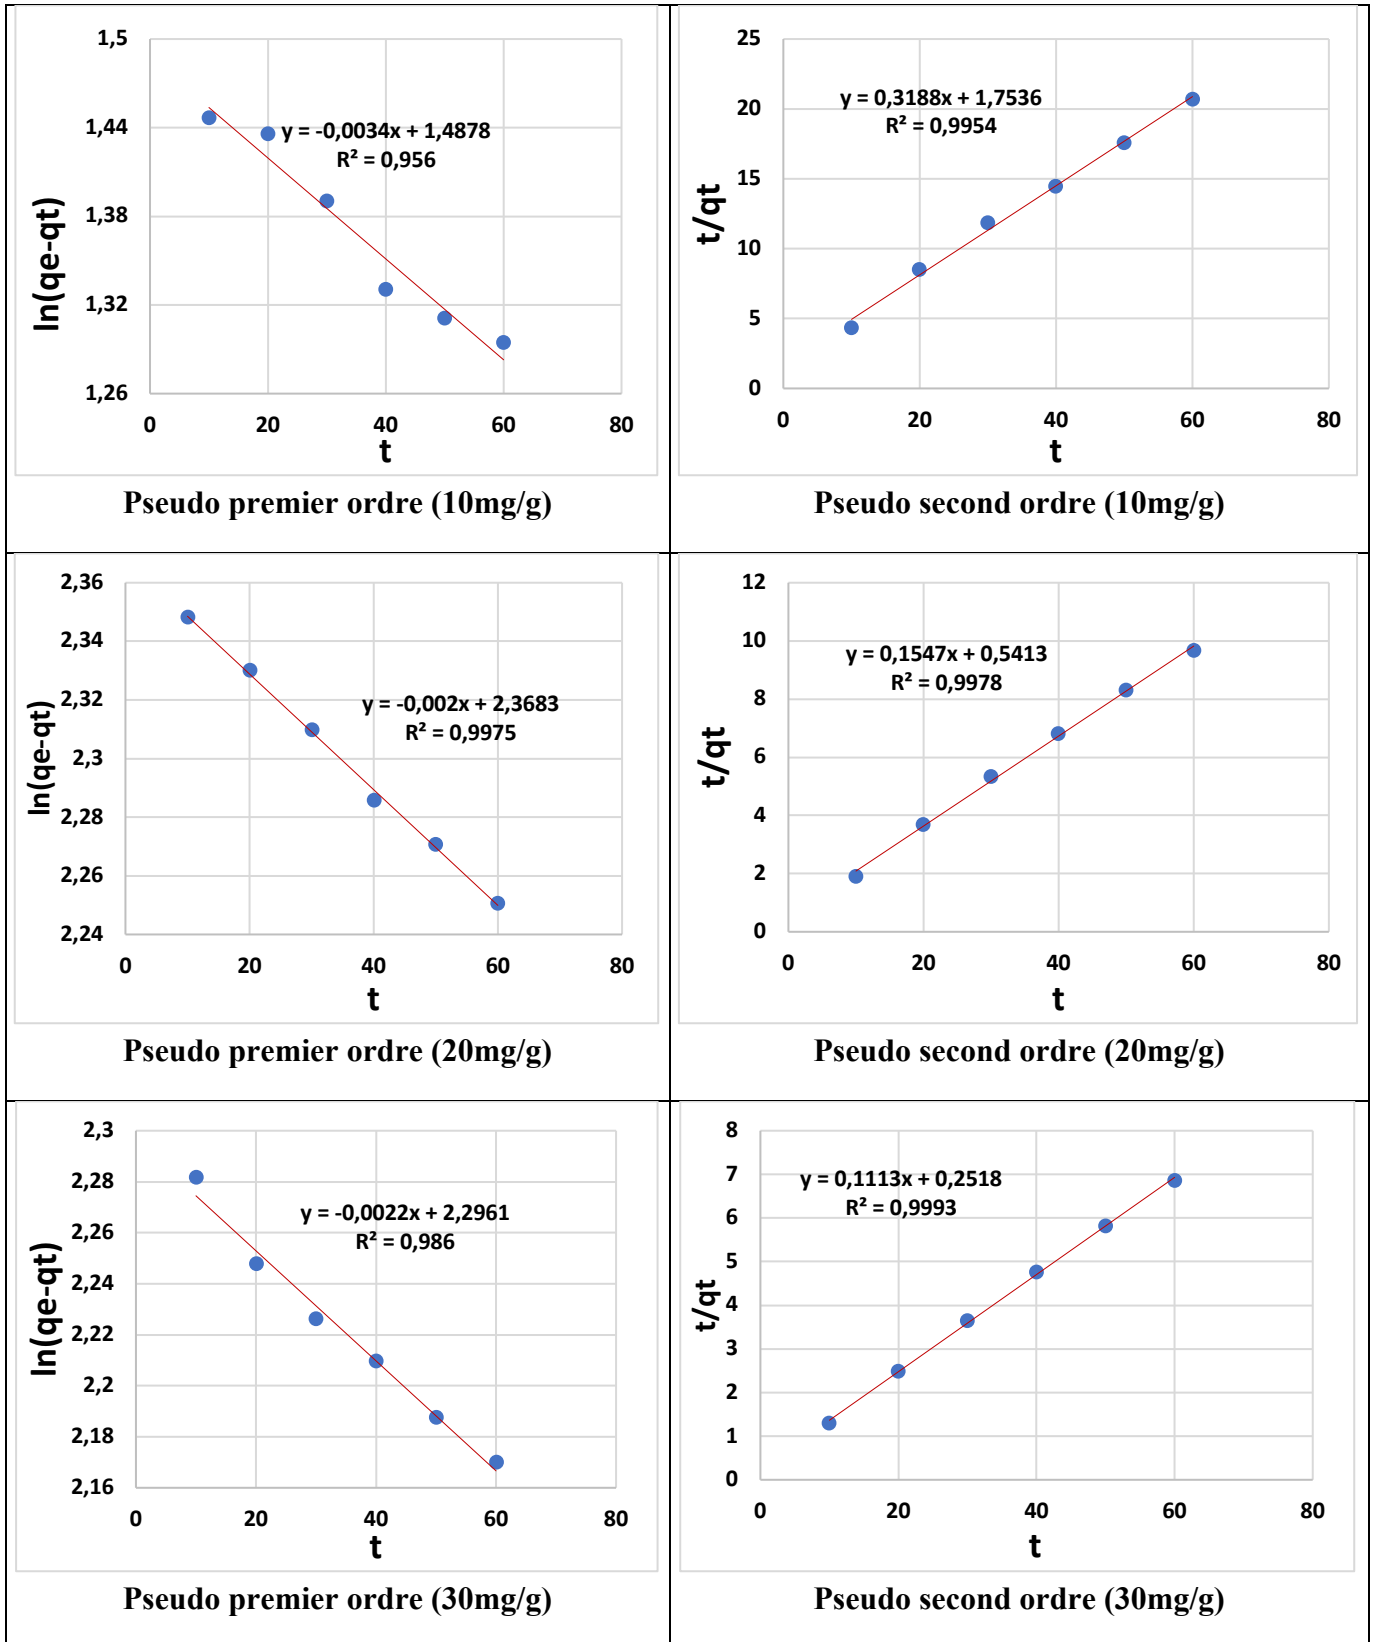 1,5
1,44
1,38
1,32
1,26
0
20
40
60
80
ln(qe-qt)
t
y = -0,0034x + 1,4878
R² = 0,956
Pseudo premier ordre (10mg/g)
25
20
15
10
5
0
0
20
40
60
80
t/qt
t
y = 0,3188x + 1,7536
R² = 0,9954
Pseudo second ordre (10mg/g)
2,36
2,34
2,32
2,3
2,28
2,26
2,24
0
20
40
60
80
ln(qe-qt)
t
y = -0,002x + 2,3683
R² = 0,9975
Pseudo premier ordre (20mg/g)
12
10
8
6
4
2
0
0
20
40
60
80
t/qt
t
y = 0,1547x + 0,5413
R² = 0,9978
Pseudo second ordre (20mg/g)
2,3
2,28
2,26
2,24
2,22
2,2
2,18
2,16
0
20
40
60
80
ln(qe-qt)
t
y = -0,0022x + 2,2961
R² = 0,986
Pseudo premier ordre (30mg/g)
8
7
6
5
4
3
2
1
0
0
20
40
60
80
t/qt
t
y = 0,1113x + 0,2518
R² = 0,9993
Pseudo second ordre (30mg/g)